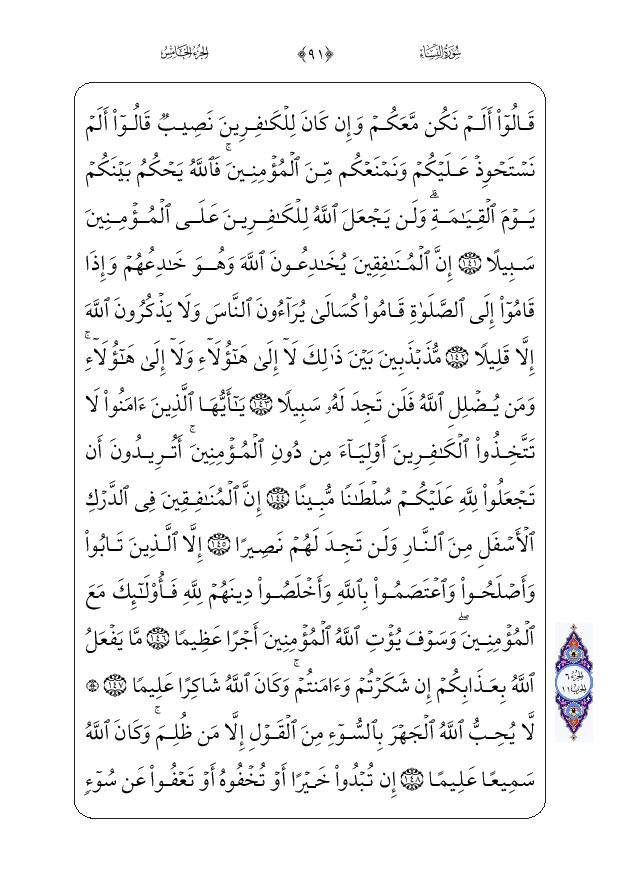 سُورَةُ النِّسَاءِ
﴿٩١﴾
الجُزْءُ الخَامِسُ
قَالُوٓا۟ أَلَمۡ نَكُن مَّعَكُمۡ وَإِن كَانَ لِلۡكَٰفِرِينَ نَصِيبٞ قَالُوٓا۟ أَلَمۡ
نَسۡتَحۡوِذۡ عَلَيۡكُمۡ وَنَمۡنَعۡكُم مِّنَ ٱلۡمُؤۡمِنِينَۚ فَٱللَّهُ يَحۡكُمُ بَيۡنَكُمۡ
يَوۡمَ ٱلۡقِيَٰمَةِۗ وَلَن يَجۡعَلَ ٱللَّهُ لِلۡكَٰفِرِينَ عَلَى ٱلۡمُؤۡمِنِينَ
سَبِيلًا ١٤١ إِنَّ ٱلۡمُنَٰفِقِينَ يُخَٰدِعُونَ ٱللَّهَ وَهُوَ خَٰدِعُهُمۡ وَإِذَا
قَامُوٓا۟ إِلَى ٱلصَّلَوٰةِ قَامُوا۟ كُسَالَىٰ يُرَآءُونَ ٱلنَّاسَ وَلَا يَذۡكُرُونَ ٱللَّهَ
إِلَّا قَلِيلًا ١٤٢ مُّذَبۡذَبِينَ بَيۡنَ ذَٰلِكَ لَآ إِلَىٰ هَٰٓؤُلَآءِ وَلَآ إِلَىٰ هَٰٓؤُلَآءِۚ
وَمَن يُضۡلِلِ ٱللَّهُ فَلَن تَجِدَ لَهُۥ سَبِيلًا ١٤٣ يَٰٓأَيُّهَا ٱلَّذِينَ ءَامَنُوا۟ لَا
تَتَّخِذُوا۟ ٱلۡكَٰفِرِينَ أَوۡلِيَآءَ مِن دُونِ ٱلۡمُؤۡمِنِينَۚ أَتُرِيدُونَ أَن
تَجۡعَلُوا۟ لِلَّهِ عَلَيۡكُمۡ سُلۡطَٰنًا مُّبِينًا ١٤٤ إِنَّ ٱلۡمُنَٰفِقِينَ فِى ٱلدَّرۡكِ
ٱلۡأَسۡفَلِ مِنَ ٱلنَّارِ وَلَن تَجِدَ لَهُمۡ نَصِيرًا ١٤٥ إِلَّا ٱلَّذِينَ تَابُوا۟
وَأَصۡلَحُوا۟ وَٱعۡتَصَمُوا۟ بِٱللَّهِ وَأَخۡلَصُوا۟ دِينَهُمۡ لِلَّهِ فَأُو۟لَٰٓئِكَ مَعَ
ٱلۡمُؤۡمِنِينَۖ وَسَوۡفَ يُؤۡتِ ٱللَّهُ ٱلۡمُؤۡمِنِينَ أَجۡرًا عَظِيمًا ١٤٦ مَّا يَفۡعَلُ
ٱللَّهُ بِعَذَابِكُمۡ إِن شَكَرۡتُمۡ وَءَامَنتُمۡۚ وَكَانَ ٱللَّهُ شَاكِرًا عَلِيمًا ١٤٧ ۞
لَّا يُحِبُّ ٱللَّهُ ٱلۡجَهۡرَ بِٱلسُّوٓءِ مِنَ ٱلۡقَوۡلِ إِلَّا مَن ظُلِمَۚ وَكَانَ ٱللَّهُ
سَمِيعًا عَلِيمًا ١٤٨ إِن تُبۡدُوا۟ خَيۡرًا أَوۡ تُخۡفُوهُ أَوۡ تَعۡفُوا۟ عَن سُوٓءٍ
الجزء ٦
الحزب ١١